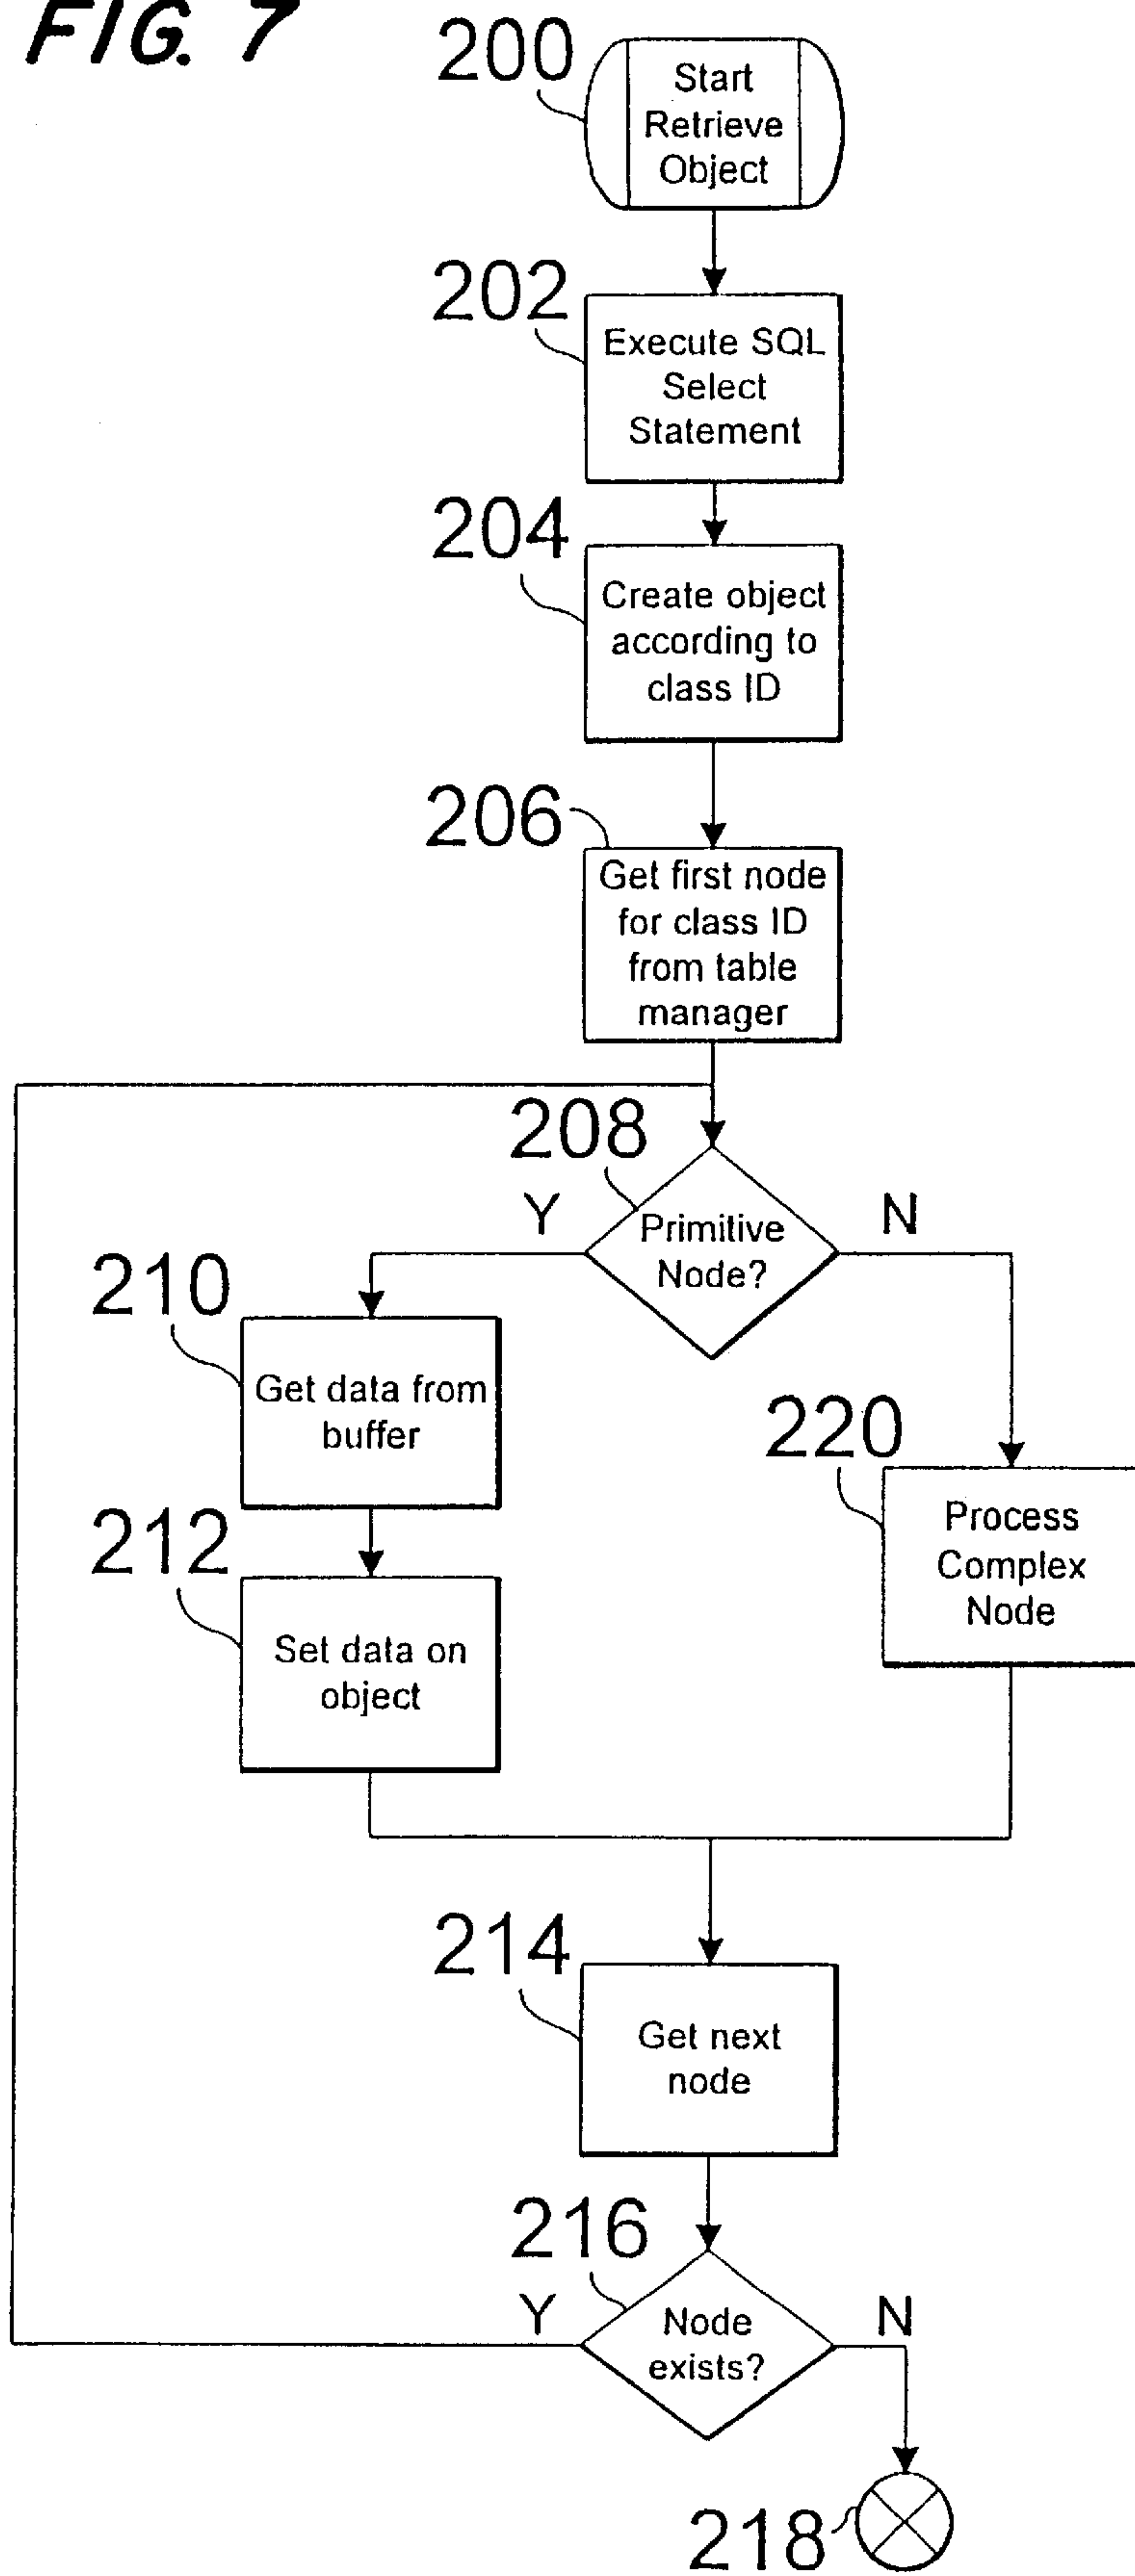 FIG. 7
200
Start
Retrieve
Object
202
Execute SQL
Select
Statement
204
Create object
according to
class ID
206
Get first node
for class ID
from table
manager
208
Y
Primitive
Node?
N
210
Get data from
buffer
220
Process
Complex
Node
212
Set data on
object
214
Get next
node
216
Y
Node
exists?
N
218